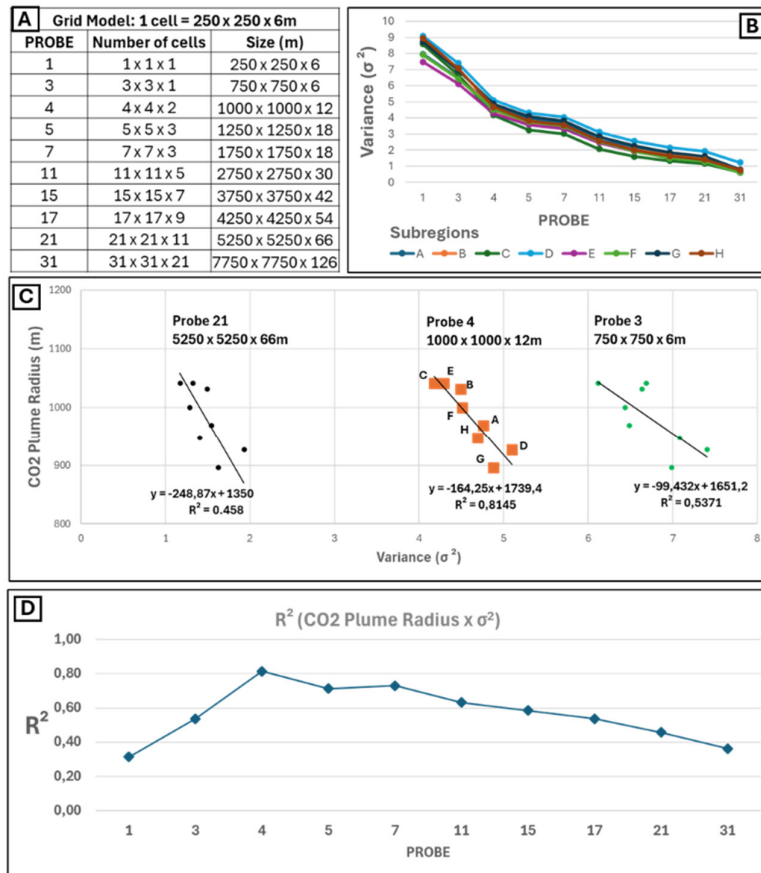 A
Grid Model: 1 cell = 250 x 250 x 6m
PROBE Number of cells Size (m)
1 1 x 1 x 1 250 x 250 x 6
3 3 x 3 x 1 750 x 750 x 6
4 4 x 4 x 2 1000 x 1000 x 12
5 5 x 5 x 3 1250 x 1250 x 18
7 7 x 7 x 3 1750 x 1750 x 18
11 11 x 11 x 5 2750 x 2750 x 30
15 15 x 15 x 7 3750 x 3750 x 42
17 17 x 17 x 9 4250 x 4250 x 54
21 21 x 21 x 11 5250 x 5250 x 66
31 31 x 31 x 21 7750 x 7750 x 126
B
Variance (σ²)
10
9
8
7
6
5
4
3
2
1
0
1 3 4 5 7 11 15 17 21 31
PROBE
Subregions
A B C D E F G H
C
CO2 Plume Radius (m)
1200
1100
1000
900
800
Probe 21
5250 x 5250 x 66m
Probe 4
1000 x 1000 x 12m
Probe 3
750 x 750 x 6m
C E
B
F
A
H
D
G
y = -248,87x + 1350
R² = 0.458
y = -164,25x + 1739,4
R² = 0,8145
y = -99,432x + 1651,2
R² = 0,5371
0 1 2 3 4 5 6 7 8
Variance (σ²)
D
R² (CO2 Plume Radius x σ²)
R²
1,00
0,80
0,60
0,40
0,20
0,00
1 3 4 5 7 11 15 17 21 31
PROBE